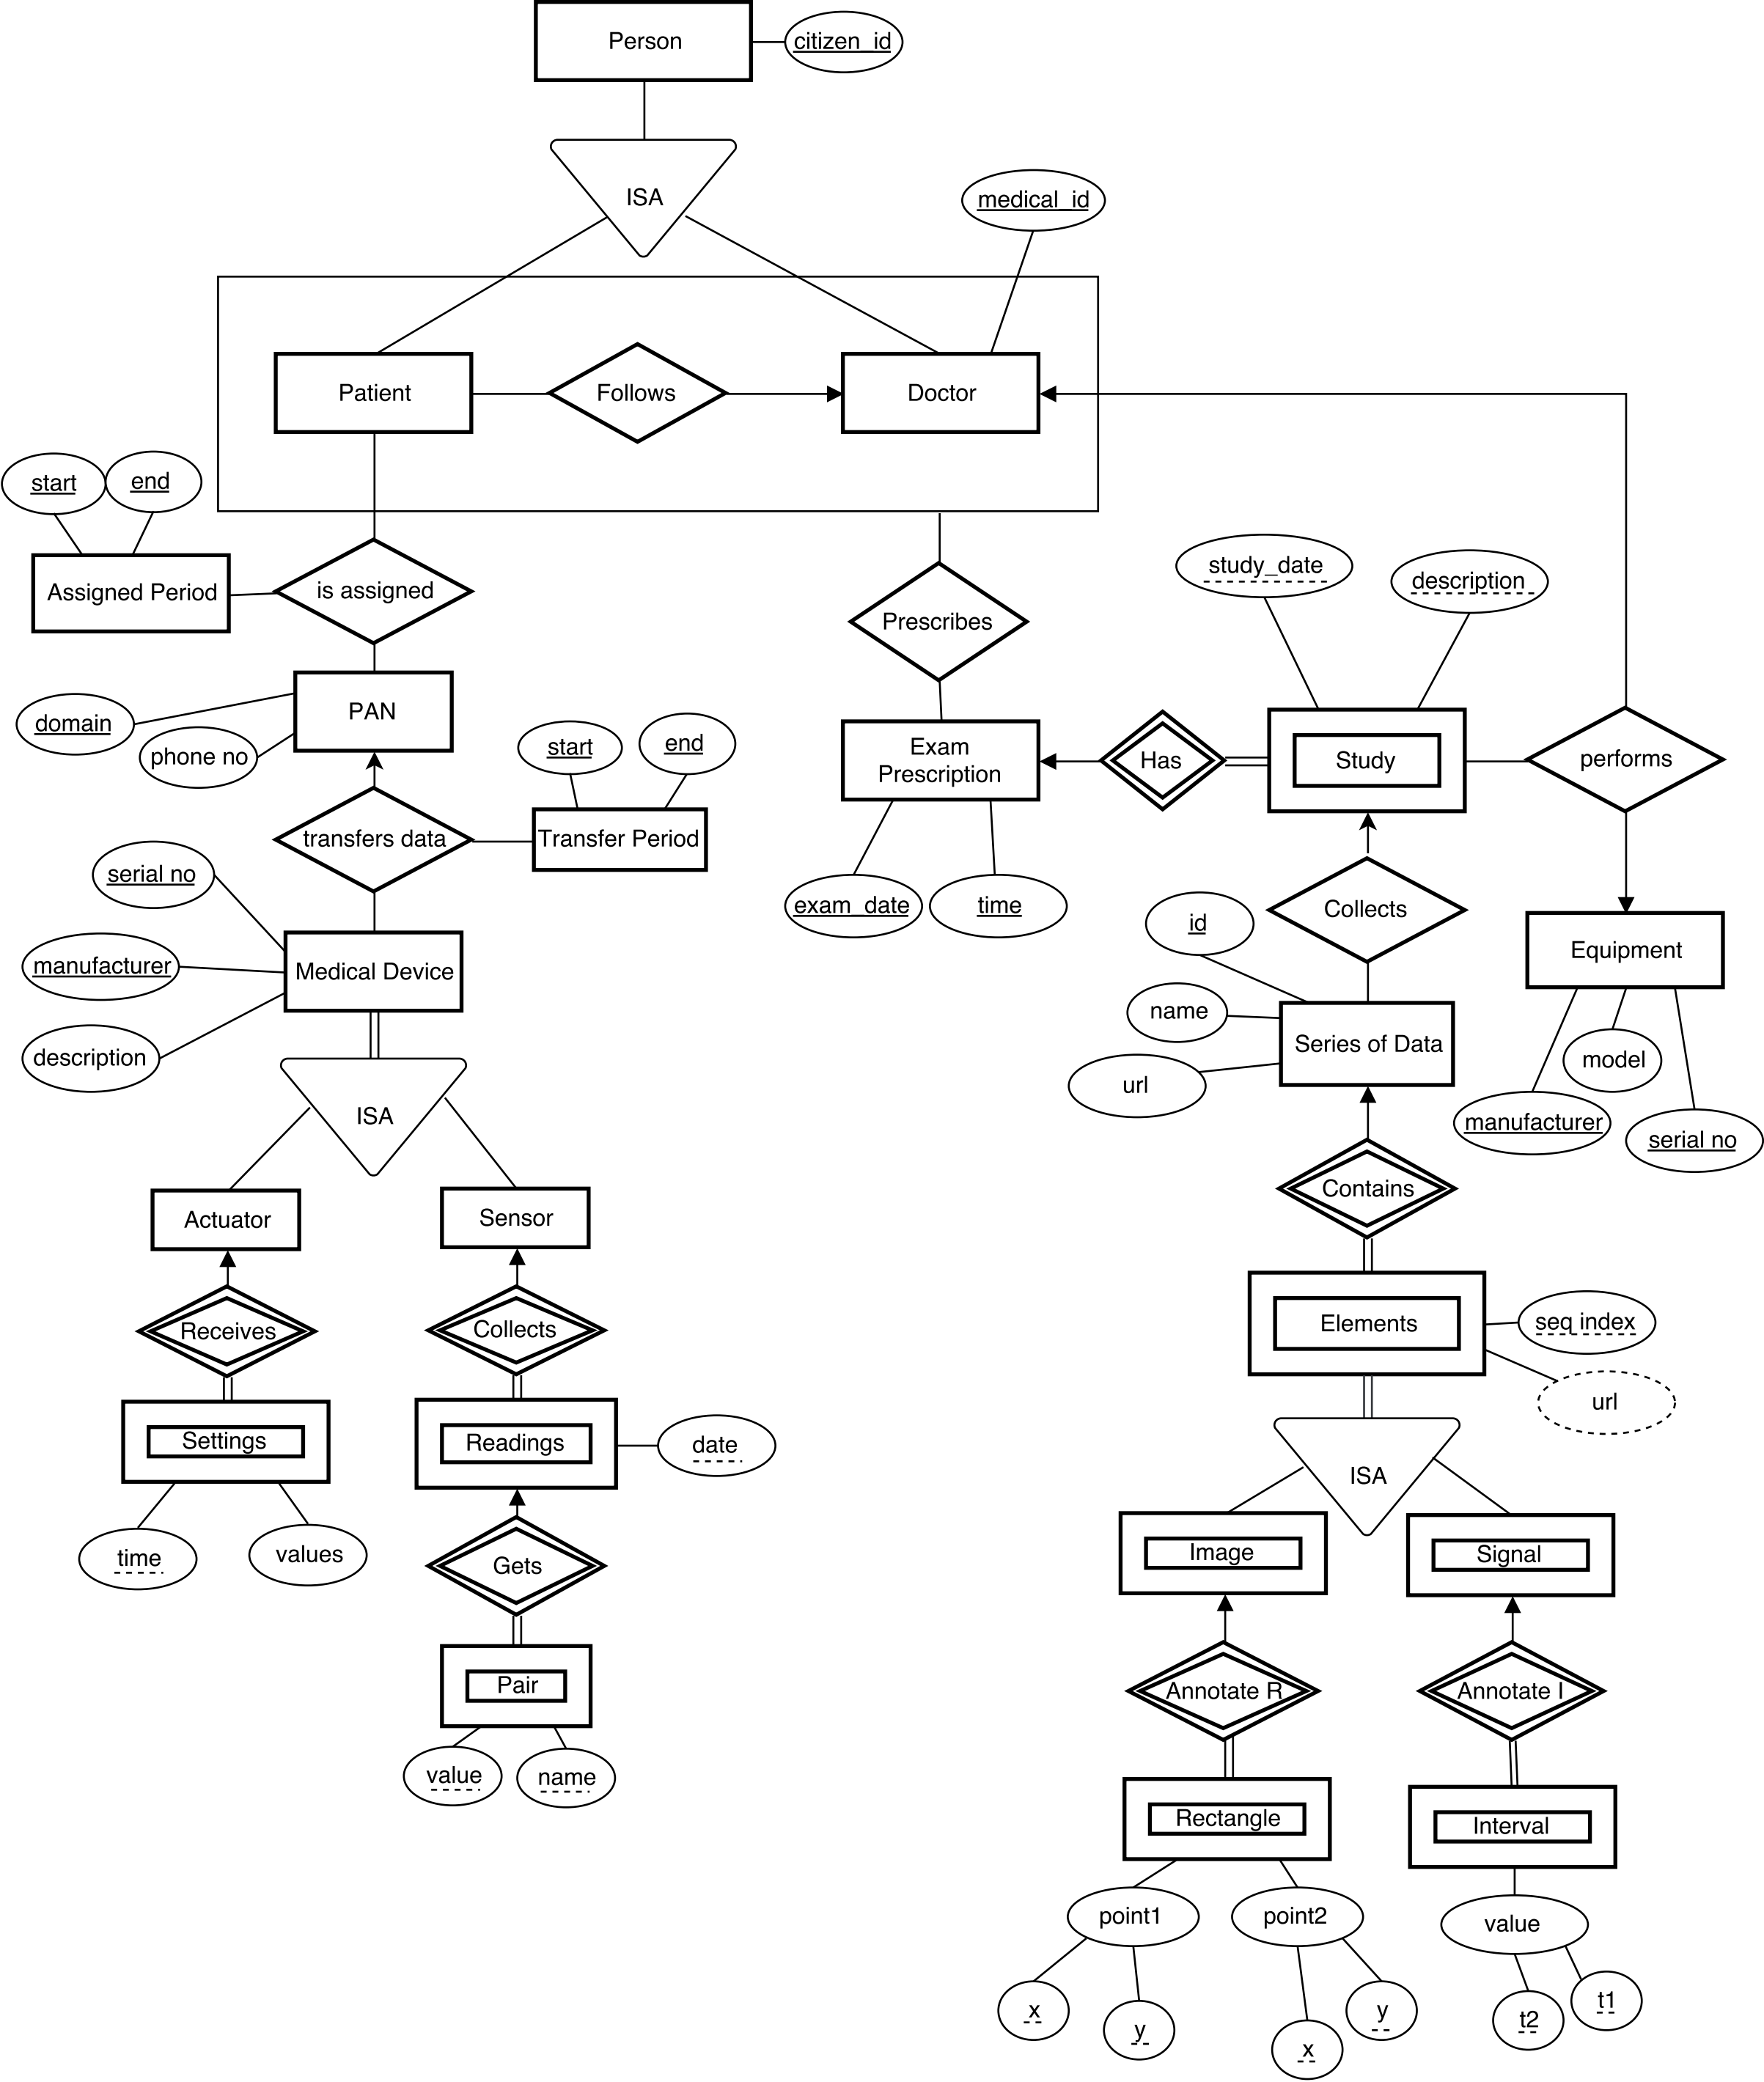 Person
citizen_id
ISA
medical_id
Patient
Follows
Doctor
start
end
Assigned Period
is assigned
Prescribes
study_date
description
domain
PAN
phone no
start
end
Exam
Prescription
Has
Study
performs
transfers data
Transfer Period
serial no
exam_date
time
Collects
id
Equipment
manufacturer
Medical Device
description
name
Series of Data
url
model
manufacturer
serial no
ISA
Contains
Actuator
Sensor
Receives
Collects
Elements
seq index
url
Settings
Readings
date
ISA
time
values
Gets
Image
Signal
Pair
Annotate R
Annotate I
value
name
Rectangle
Interval
point1
point2
value
x
y
x
y
t2
t1